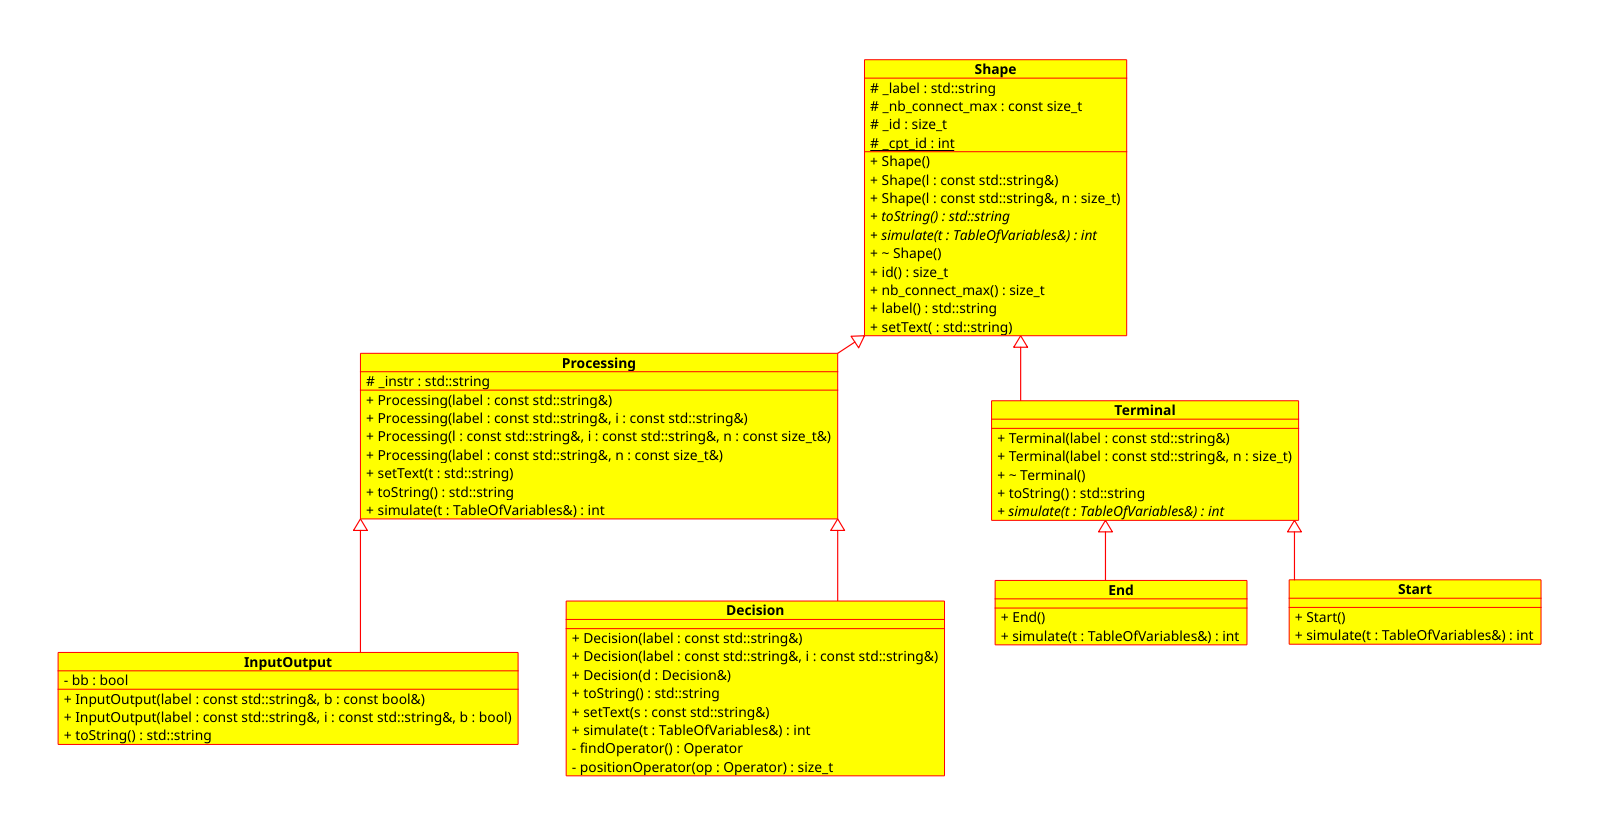 Shape
# _label : std::string
# _nb_connect_max : const size_t
# _id : size_t
# _cpt_id : int
+ Shape()
+ Shape(l : const std::string&)
+ Shape(l : const std::string&, n : size_t)
+ toString() : std::string
+ simulate(t : TableOfVariables&) : int
+ ~ Shape()
+ id() : size_t
+ nb_connect_max() : size_t
+ label() : std::string
+ setText( : std::string)
Processing
# _instr : std::string
+ Processing(label : const std::string&)
+ Processing(label : const std::string&, i : const std::string&)
+ Processing(l : const std::string&, i : const std::string&, n : const size_t&)
+ Processing(label : const std::string&, n : const size_t&)
+ setText(t : std::string)
+ toString() : std::string
+ simulate(t : TableOfVariables&) : int
Terminal
+ Terminal(label : const std::string&)
+ Terminal(label : const std::string&, n : size_t)
+ ~ Terminal()
+ toString() : std::string
+ simulate(t : TableOfVariables&) : int
End
+ End()
+ simulate(t : TableOfVariables&) : int
Start
+ Start()
+ simulate(t : TableOfVariables&) : int
Decision
+ Decision(label : const std::string&)
+ Decision(label : const std::string&, i : const std::string&)
+ Decision(d : Decision&)
+ toString() : std::string
+ setText(s : const std::string&)
+ simulate(t : TableOfVariables&) : int
- findOperator() : Operator
- positionOperator(op : Operator) : size_t
InputOutput
- bb : bool
+ InputOutput(label : const std::string&, b : const bool&)
+ InputOutput(label : const std::string&, i : const std::string&, b : bool)
+ toString() : std::string